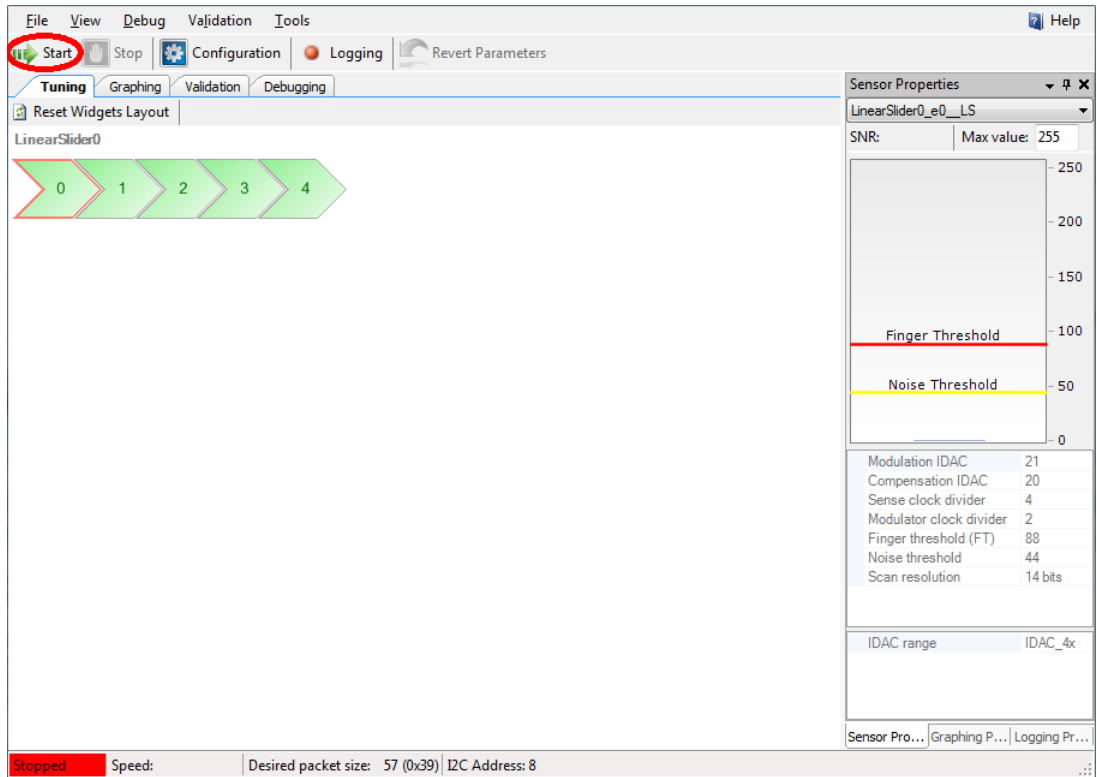 File View Debug Validation Tools Help
Start Stop Configuration Logging Revert Parameters
Tuning Graphing Validation Debugging
Reset Widgets Layout
LinearSlider0
0 1 2 3 4
Sensor Properties
LinearSlider0_e0__LS
SNR: Max value: 255
250
200
150
100
50
0
Finger Threshold
Noise Threshold
Modulation IDAC 21
Compensation IDAC 20
Sense clock divider 4
Modulator clock divider 2
Finger threshold (FT) 88
Noise threshold 44
Scan resolution 14 bits
IDAC range IDAC_4x
Sensor Pro... Graphing P... Logging Pr...
Stopped Speed: Desired packet size: 57 (0x39) I2C Address: 8